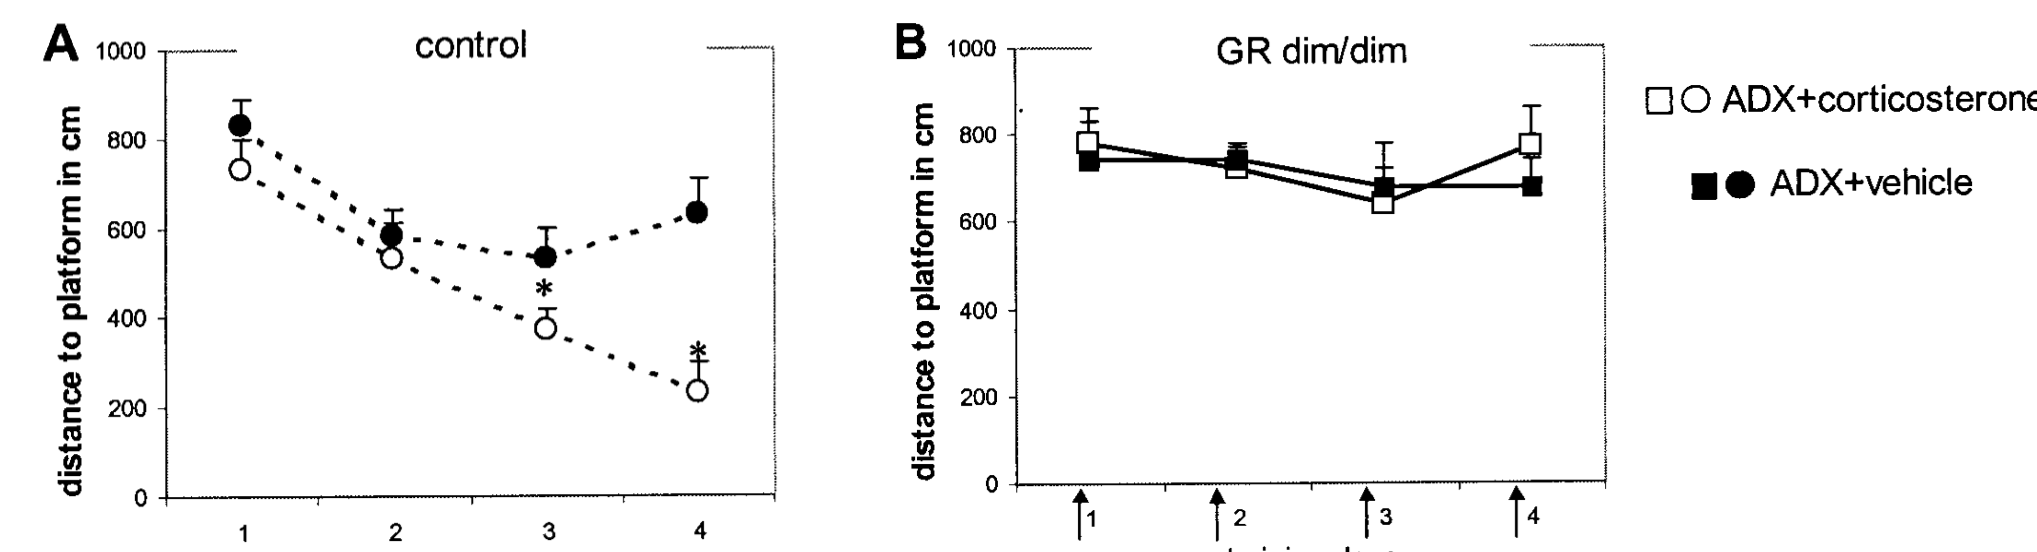 A
control
1000
800
600
400
200
0
distance to platform in cm
1
2
3
4
*
*
B
GR dim/dim
1000
800
600
400
200
0
distance to platform in cm
1
2
3
4
ADX+corticosterone
ADX+vehicle